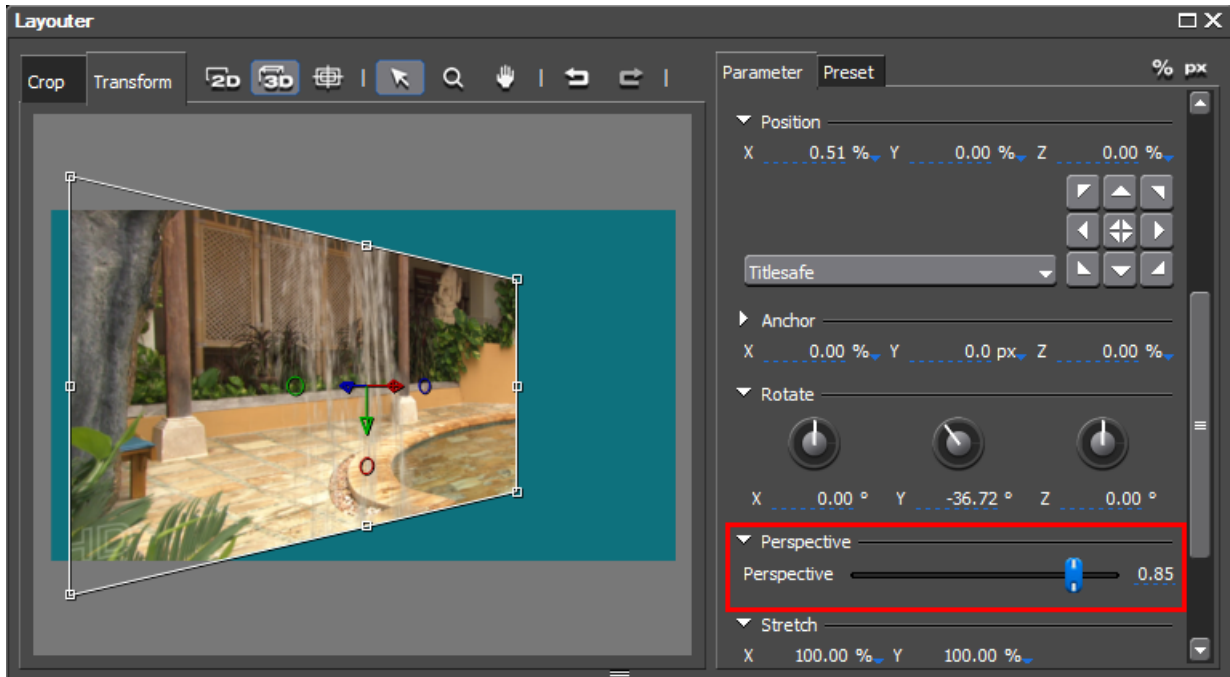 Layouter
Crop Transform 2D 3D
Parameter Preset % px
Position
X 0.51 % Y 0.00 % Z 0.00 %
Titlesafe
Anchor
X 0.00 % Y 0.0 px Z 0.00 %
Rotate
X 0.00 ° Y -36.72 ° Z 0.00 °
Perspective
Perspective 0.85
Stretch
X 100.00 % Y 100.00 %
HD